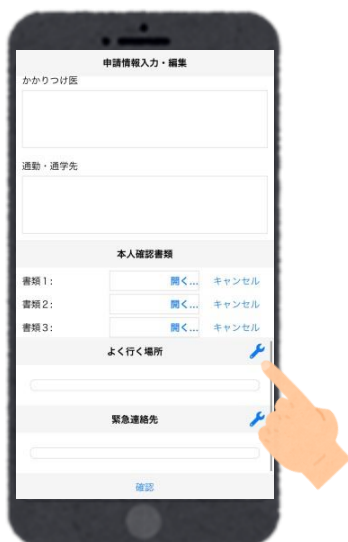 申請情報入力・編集
かかりつけ医
通勤・通学先
本人確認書類
書類1: 開く... キャンセル
書類2: 開く... キャンセル
書類3: 開く... キャンセル
よく行く場所
緊急連絡先
確認